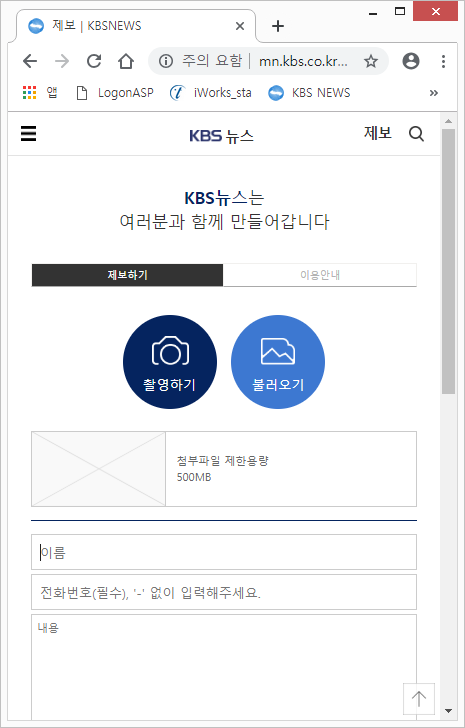 제보 | KBSNEWS
주의 요함 | mn.kbs.co.kr...
앱 LogonASP iWorks_sta KBS NEWS »
KBS 뉴스 제보
KBS뉴스는
여러분과 함께 만들어갑니다
제보하기 이용안내
촬영하기 불러오기
첨부파일 제한용량
500MB
이름
전화번호(필수), '-' 없이 입력해주세요.
내용